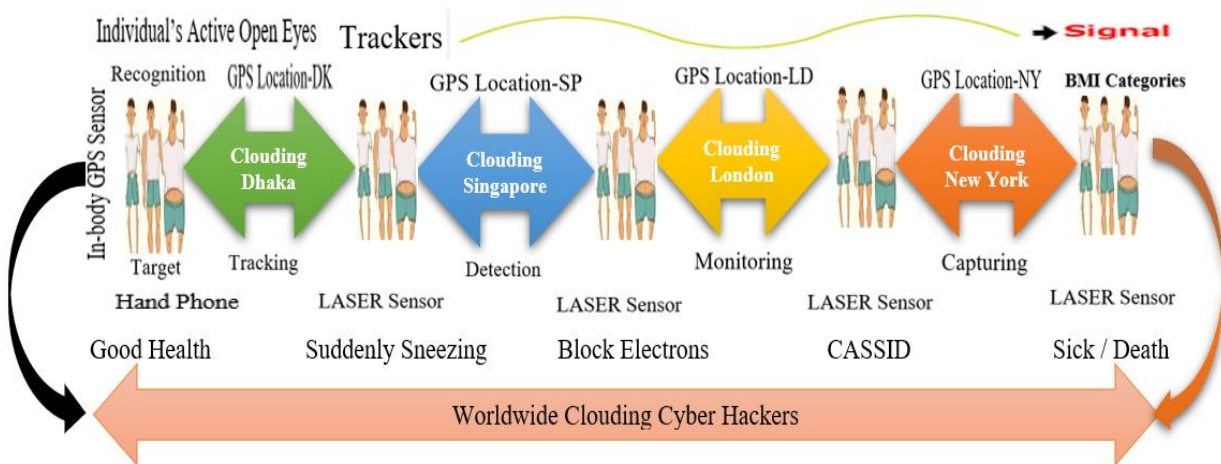 Individual's Active Open Eyes
Trackers
Signal
Recognition
GPS Location-DK
GPS Location-SP
GPS Location-LD
GPS Location-NY
BMI Categories
In-body GPS Sensor
Clouding
Dhaka
Clouding
Singapore
Clouding
London
Clouding
New York
Target
Tracking
Detection
Monitoring
Capturing
Hand Phone
LASER Sensor
LASER Sensor
LASER Sensor
LASER Sensor
Good Health
Suddenly Sneezing
Block Electrons
CASSID
Sick / Death
Worldwide Clouding Cyber Hackers